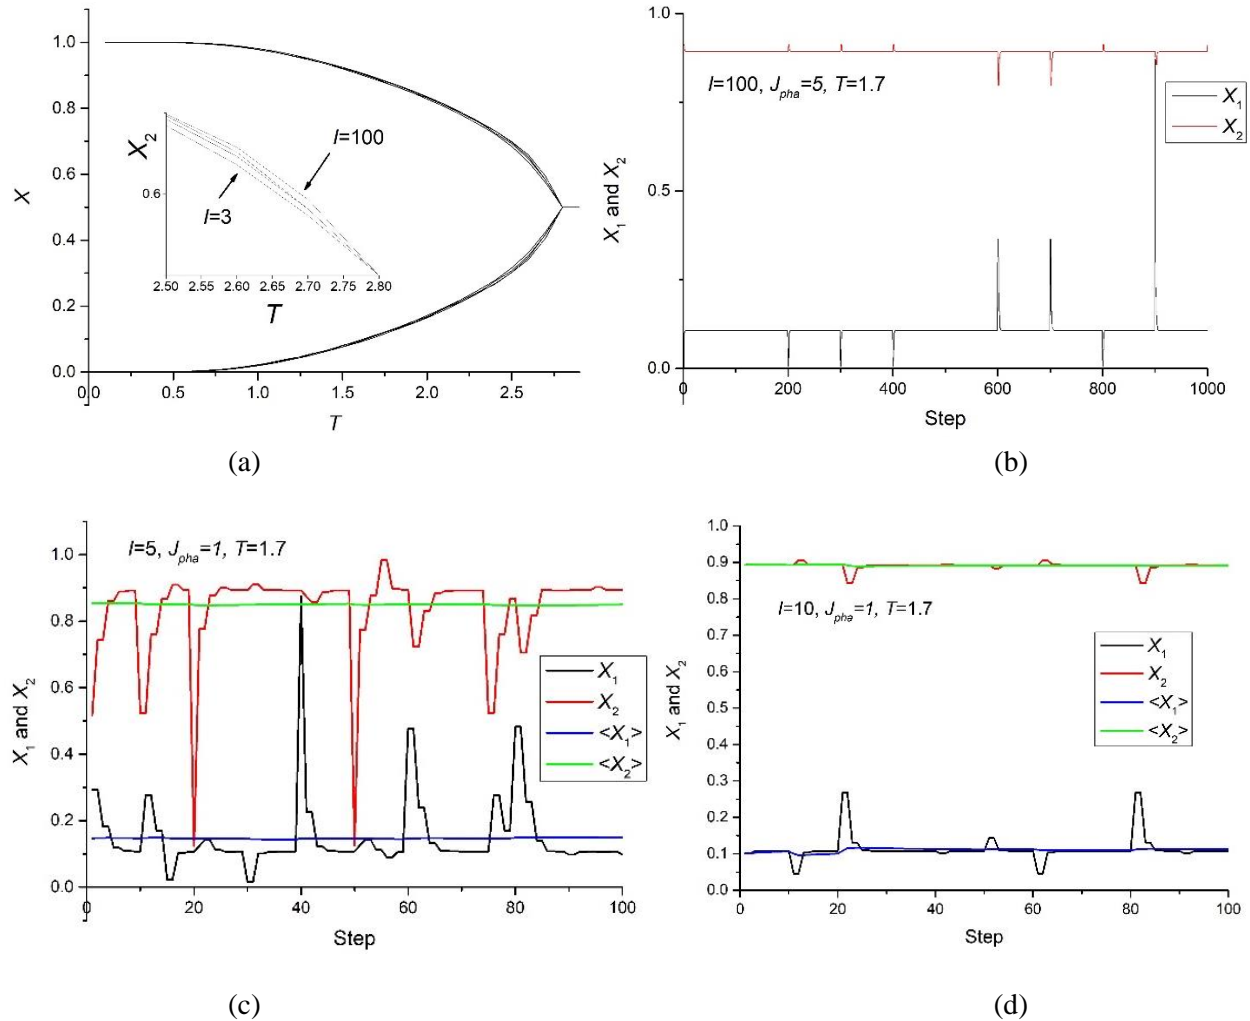 (a)
1.0
0.8
0.6
0.4
0.2
0.0
X
0.0 0.5 1.0 1.5 2.0 2.5
T
X₂
0.6
l=100
l=3
2.50 2.55 2.60 2.65 2.70 2.75 2.80
T
(b)
1.0
0.5
0.0
X₁ and X₂
l=100, J_pha=5, T=1.7
X₁
X₂
0 200 400 600 800 1000
Step
(c)
1.0
0.8
0.6
0.4
0.2
0.0
X₁ and X₂
l=5, J_pha=1, T=1.7
X₁
X₂
<X₁>
<X₂>
0 20 40 60 80 100
Step
(d)
1.0
0.9
0.8
0.7
0.6
0.5
0.4
0.3
0.2
0.1
0.0
X₁ and X₂
l=10, J_pha=1, T=1.7
X₁
X₂
<X₁>
<X₂>
0 20 40 60 80 100
Step